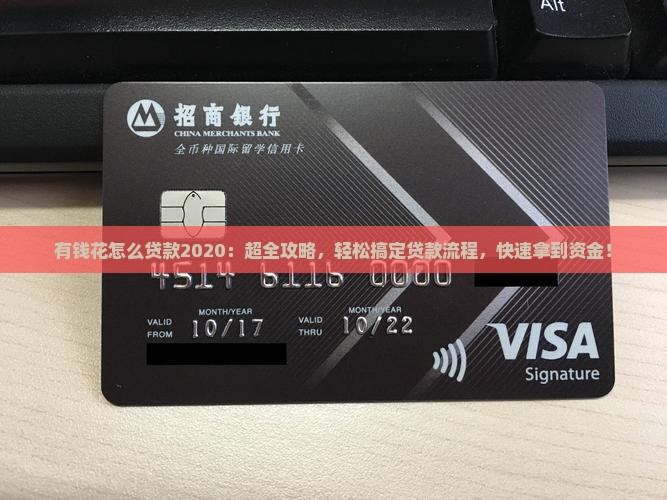 Alt
招商银行
CHINA MERCHANTS BANK
全币种国际留学信用卡
有钱花怎么贷款2020：超全攻略，轻松搞定贷款流程，快速拿到资金！
4514 6116 0000
MONTH/YEAR MONTH/YEAR
VALID FROM 10/17 VALID THRU 10/22
VISA
Signature